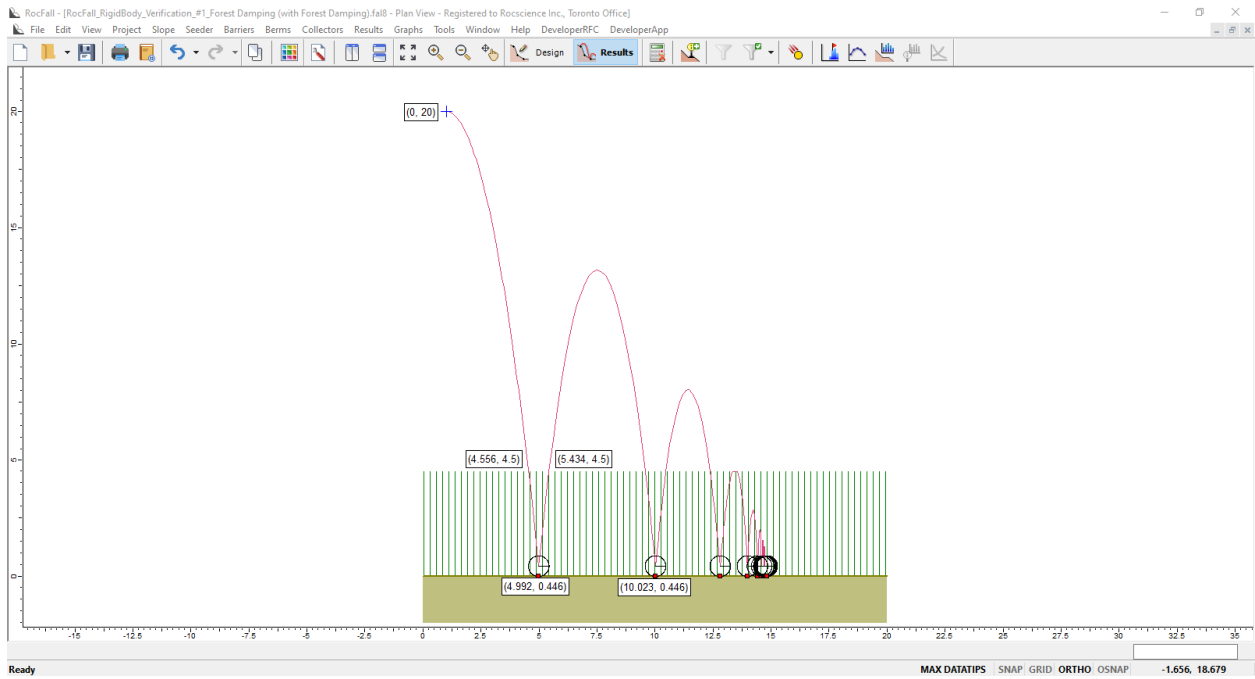 RocFall - [RocFall_RigidBody_Verification_#1_Forest Damping (with Forest Damping).fal8 - Plan View - Registered to Rocscience Inc., Toronto Office]
File Edit View Project Slope Seeder Barriers Berms Collectors Results Graphs Tools Window Help DeveloperRFC DeveloperApp
Design Results
20
(0, 20)
15
10
5
(4.556, 4.5) (5.434, 4.5)
0
(4.992, 0.446) (10.023, 0.446)
-15 -12.5 -10 -7.5 -5 -2.5 0 2.5 5 7.5 10 12.5 15 17.5 20 22.5 25 27.5 30 32.5 35
Ready MAX DATATIPS SNAP GRID ORTHO OSNAP -1.656, 18.679